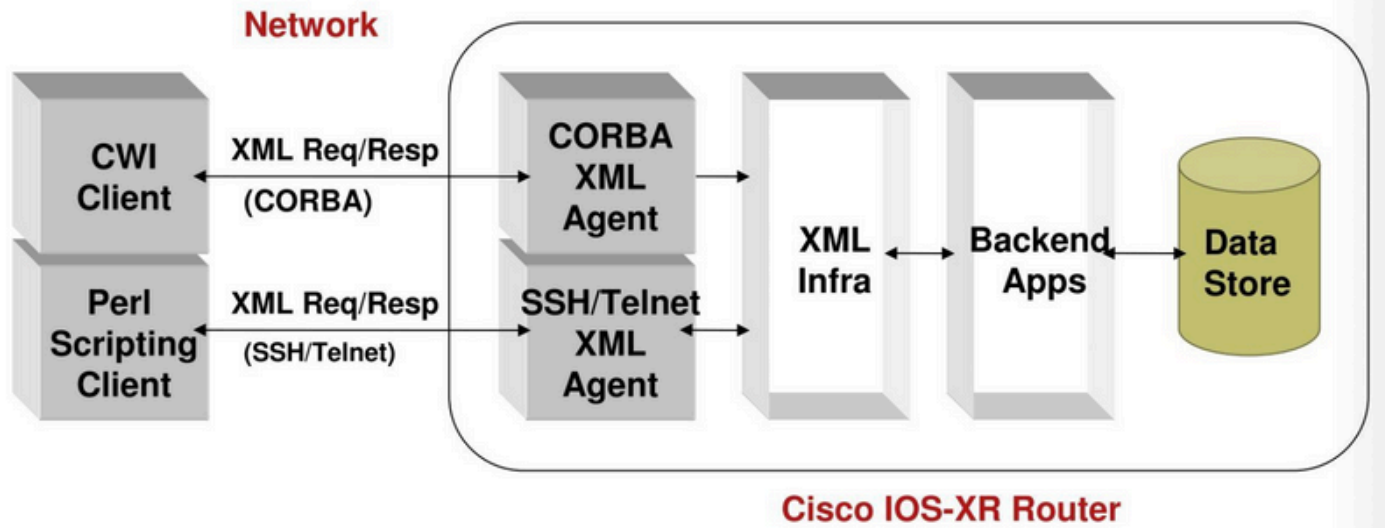 Network
CWI
Client
XML Req/Resp
(CORBA)
CORBA
XML
Agent
Perl
Scripting
Client
XML Req/Resp
(SSH/Telnet)
SSH/Telnet
XML
Agent
XML
Infra
Backend
Apps
Data
Store
Cisco IOS-XR Router